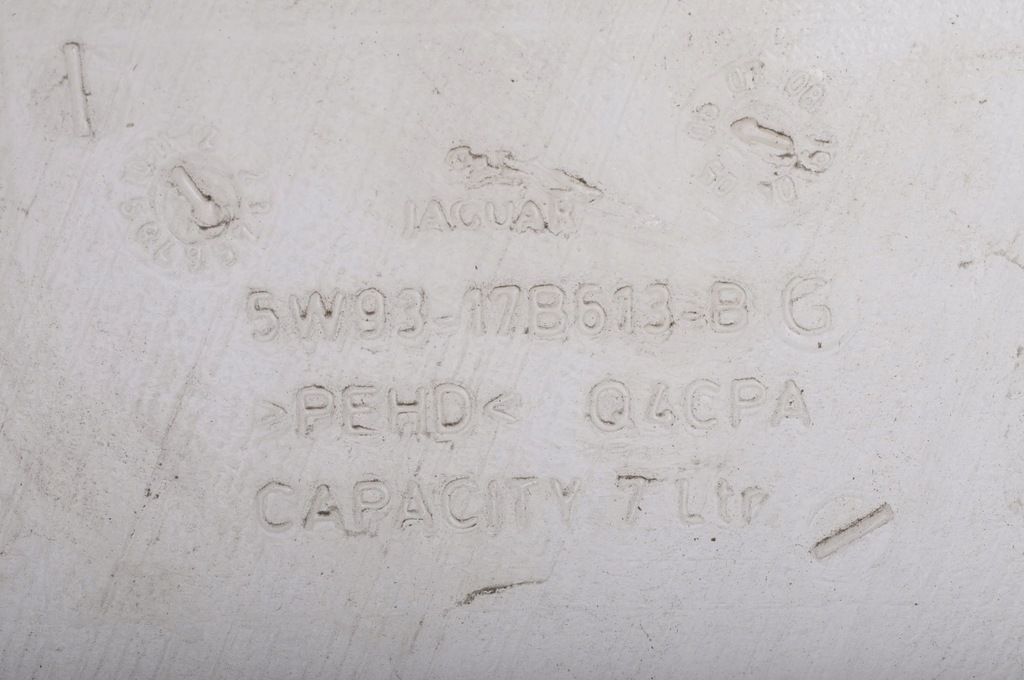 JAGUAR
5W93-17B613-B G
>PEHD< Q4CPA
CAPACITY 7 Ltr